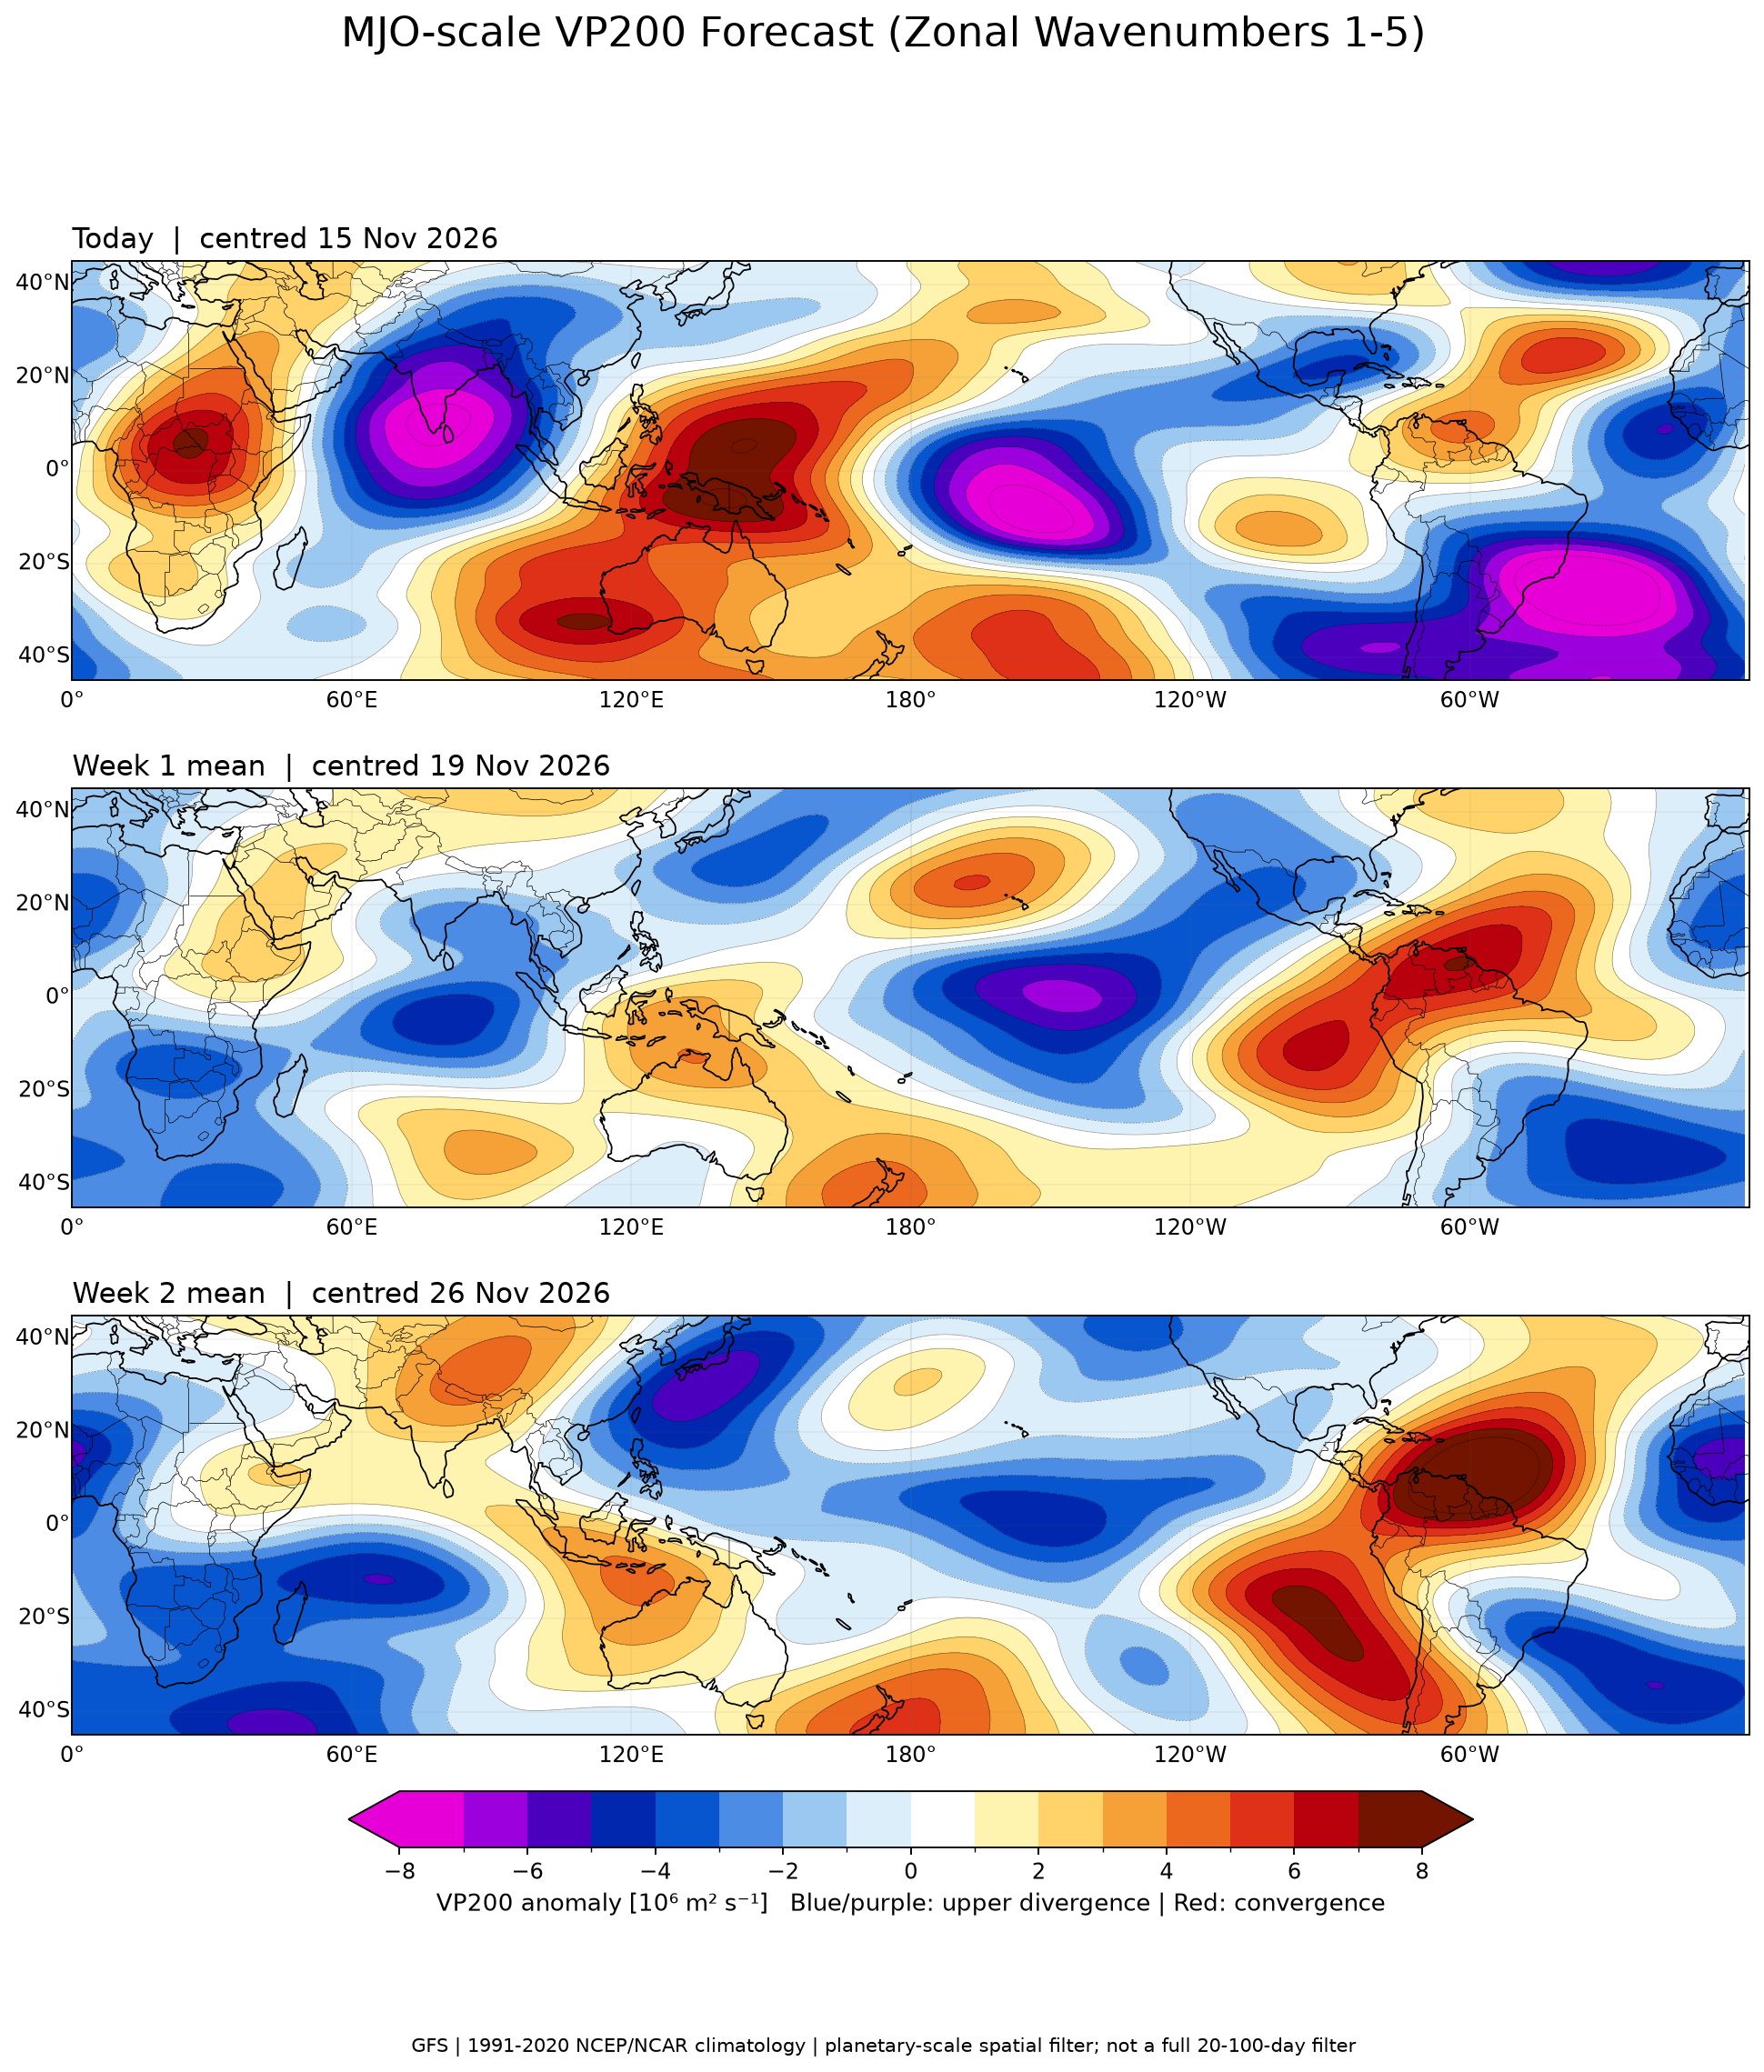 MJO-scale VP200 Forecast (Zonal Wavenumbers 1-5)
Today | centred 15 Nov 2026
40°N
20°N
0°
20°S
40°S
0° 60°E 120°E 180° 120°W 60°W
Week 1 mean | centred 19 Nov 2026
40°N
20°N
0°
20°S
40°S
0° 60°E 120°E 180° 120°W 60°W
Week 2 mean | centred 26 Nov 2026
40°N
20°N
0°
20°S
40°S
0° 60°E 120°E 180° 120°W 60°W
−8 −6 −4 −2 0 2 4 6 8
VP200 anomaly [10⁶ m² s⁻¹] Blue/purple: upper divergence | Red: convergence
GFS | 1991-2020 NCEP/NCAR climatology | planetary-scale spatial filter; not a full 20-100-day filter